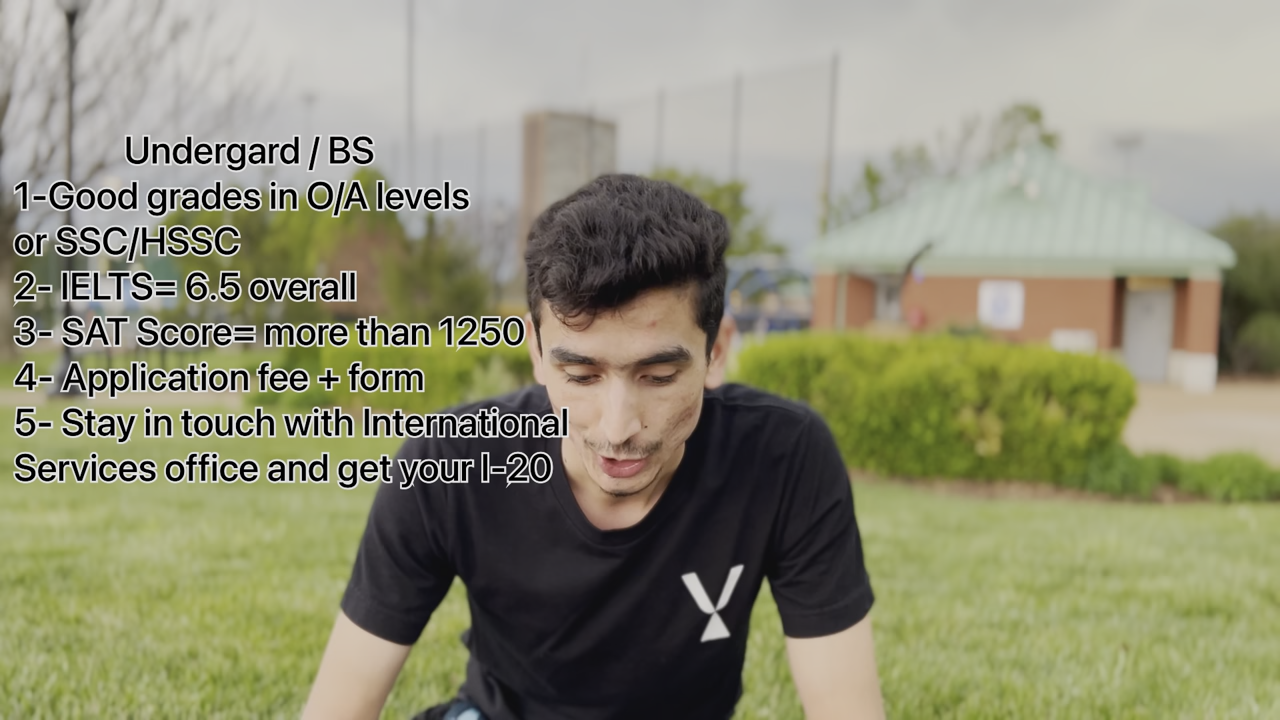 Undergard / BS
1-Good grades in O/A levels
or SSC/HSSC
2- IELTS= 6.5 overall
3- SAT Score= more than 1250
4- Application fee + form
5- Stay in touch with International
Services office and get your I-20